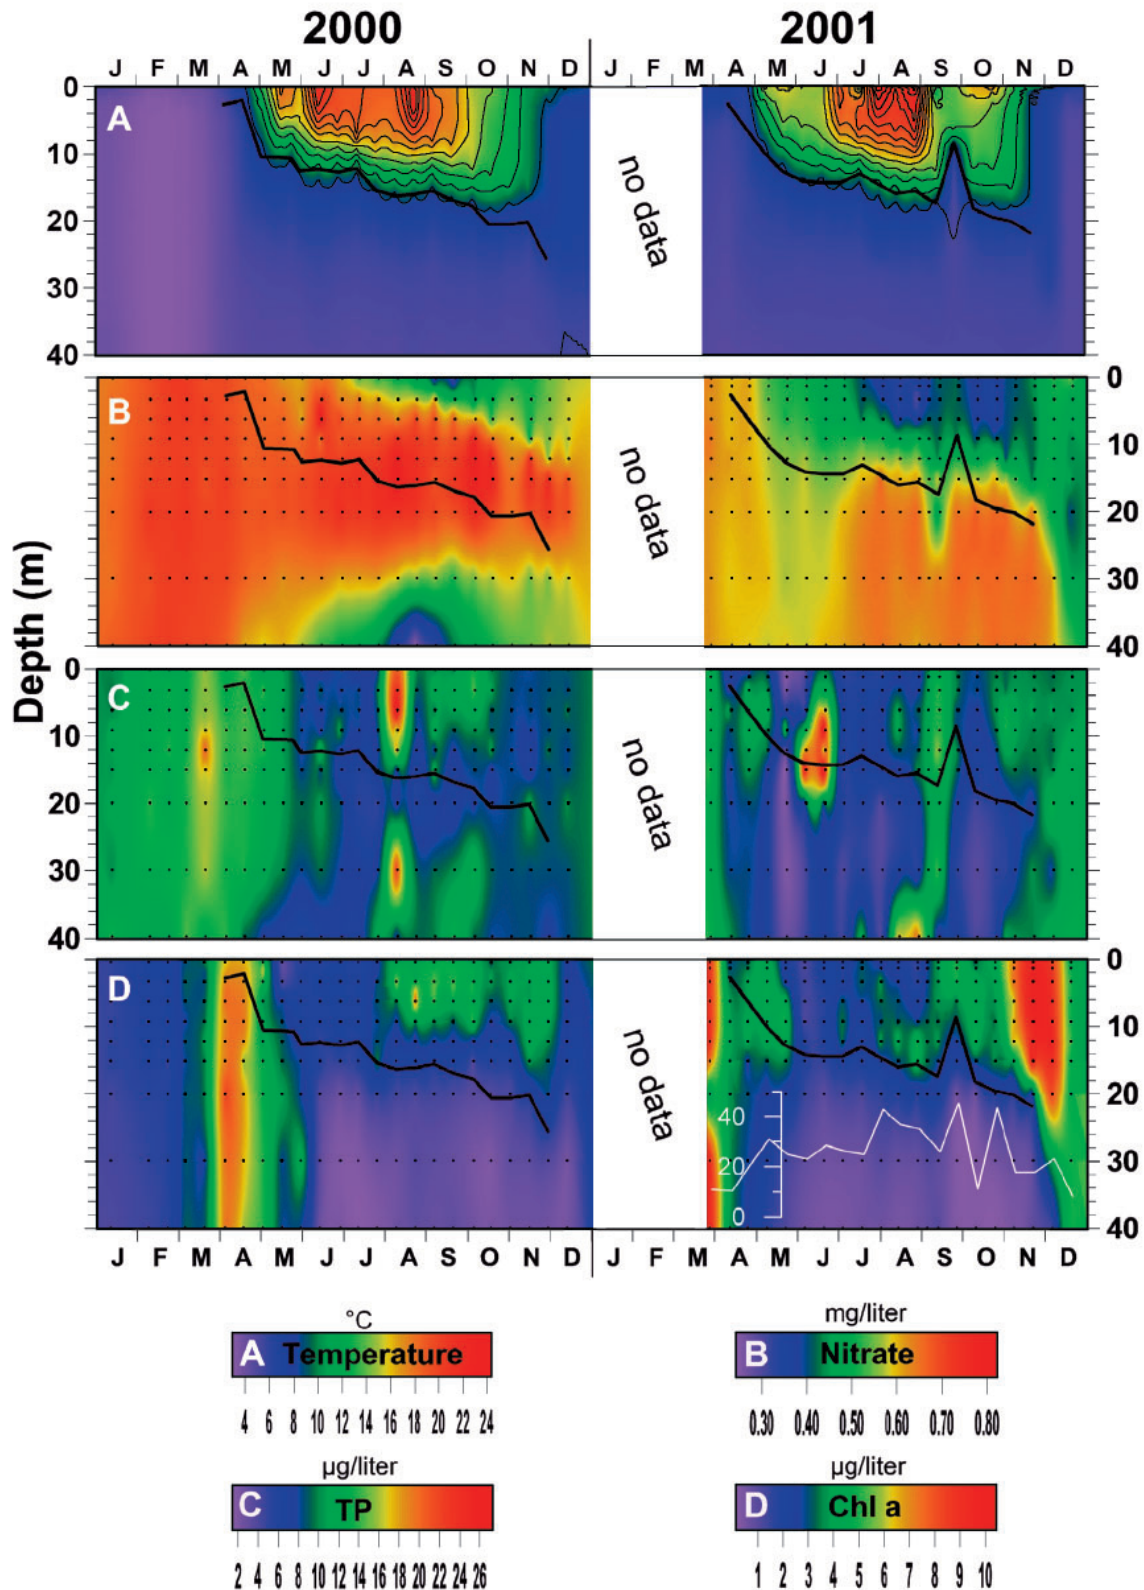 2000 2001
J F M A M J J A S O N D J F M A M J J A S O N D
0
10
20
30
40
A
no data
B
no data
0
10
20
30
40
Depth (m)
0
10
20
30
40
C
no data
D
no data
0
10
20
30
40
40
20
0
J F M A M J J A S O N D J F M A M J J A S O N D
°C
A Temperature
4 6 8 10 12 14 16 18 20 22 24
mg/liter
B Nitrate
0.30 0.40 0.50 0.60 0.70 0.80
µg/liter
C TP
2 4 6 8 10 12 14 16 18 20 22 24 26
µg/liter
D Chl a
1 2 3 4 5 6 7 8 9 10